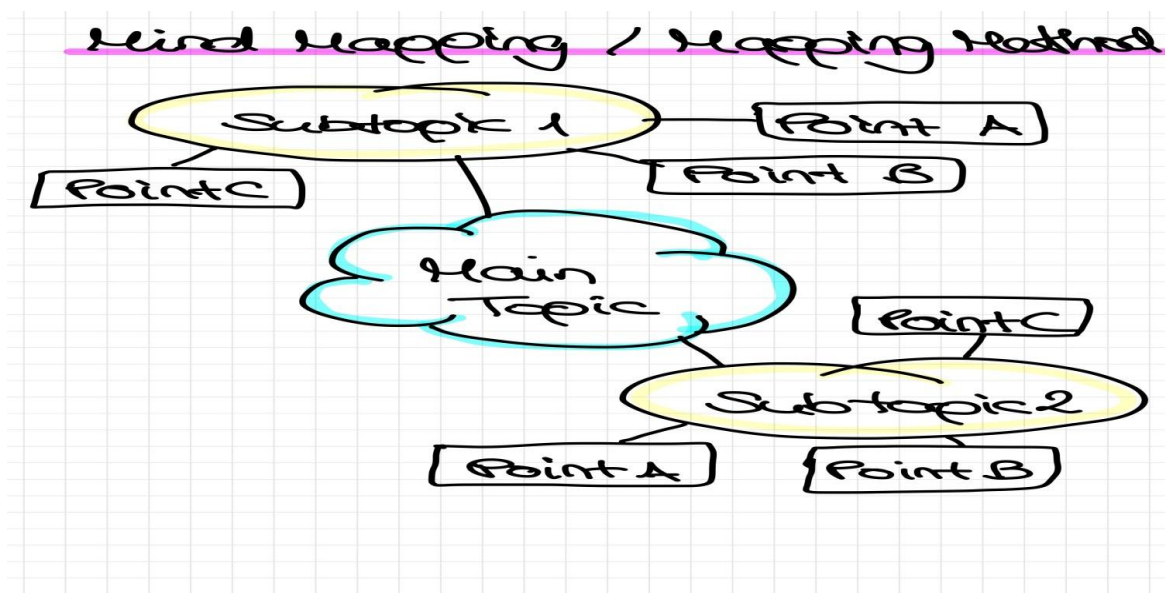 Mind Mapping / Mapping Method
Subtopic 1
Point A
Point B
Point C
Main
Topic
Point C
Subtopic 2
Point A
Point B